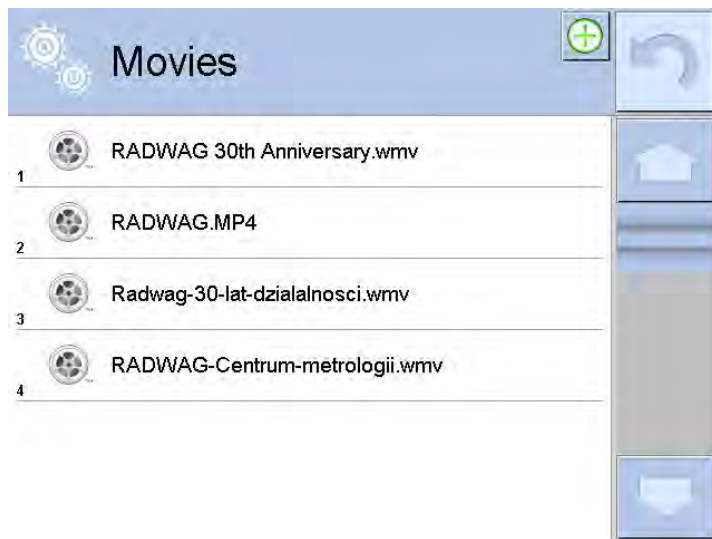 Movies
1 RADWAG 30th Anniversary.wmv
2 RADWAG.MP4
3 Radwag-30-lat-dzialalnosci.wmv
4 RADWAG-Centrum-metrologii.wmv